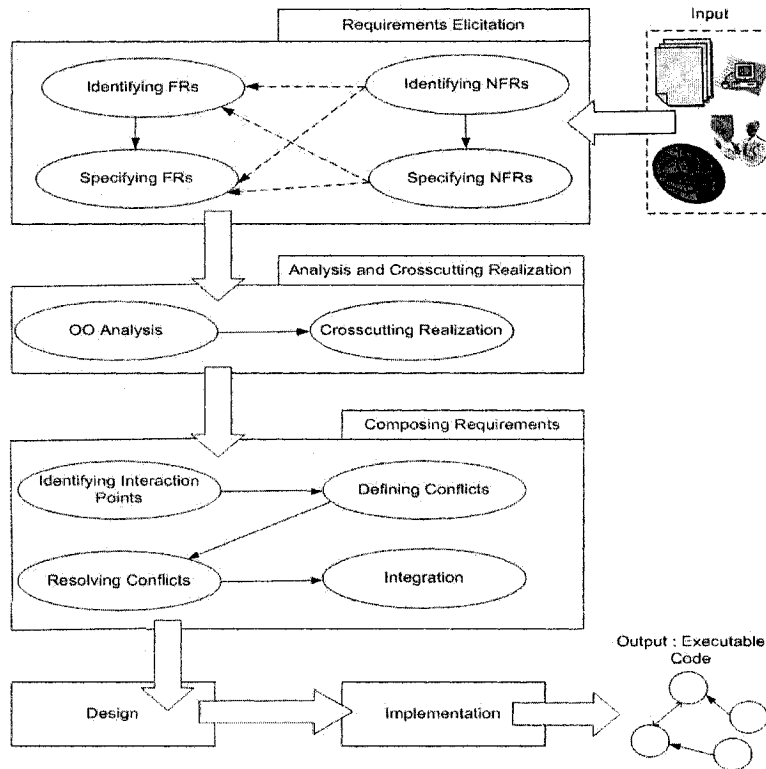 Requirements Elicitation
Input
Identifying FRs
Identifying NFRs
Specifying FRs
Specifying NFRs
Analysis and Crosscutting Realization
OO Analysis
Crosscutting Realization
Composing Requirements
Identifying Interaction
Points
Defining Conflicts
Resolving Conflicts
Integration
Output : Executable
Code
Design
Implementation